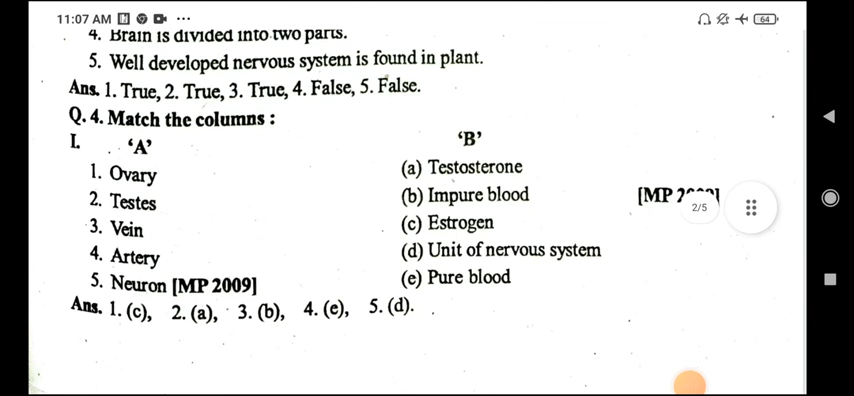 11:07 AM
64
4. Brain is divided into two parts.
5. Well developed nervous system is found in plant.
Ans. 1. True, 2. True, 3. True, 4. False, 5. False.
Q. 4. Match the columns :
I. ‘A’ ‘B’
1. Ovary (a) Testosterone
2. Testes (b) Impure blood [MP
3. Vein (c) Estrogen
4. Artery (d) Unit of nervous system
5. Neuron [MP 2009] (e) Pure blood
Ans. 1. (c), 2. (a), 3. (b), 4. (e), 5. (d).
2/5